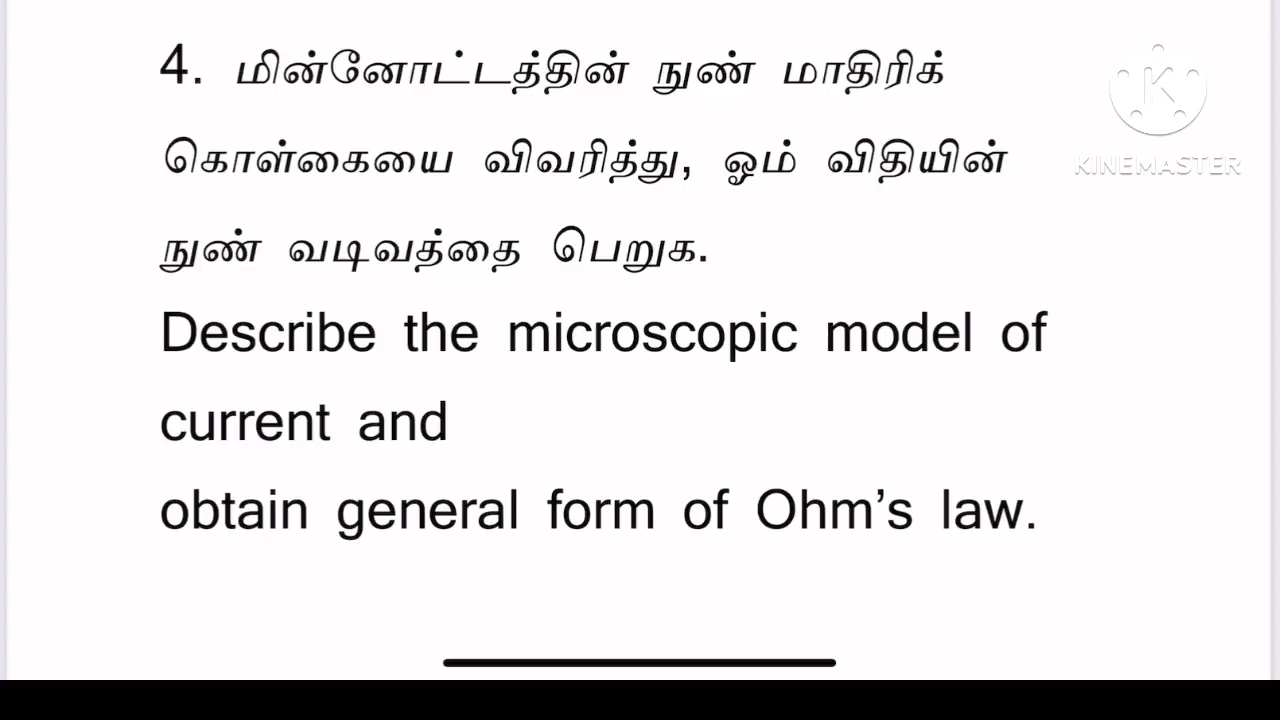 4. மின்னோட்டத்தின் நுண் மாதிரிக்
கொள்கையை விவரித்து, ஓம் விதியின்
நுண் வடிவத்தை பெறுக.
Describe the microscopic model of
current and
obtain general form of Ohm’s law.
K
KINEMASTER